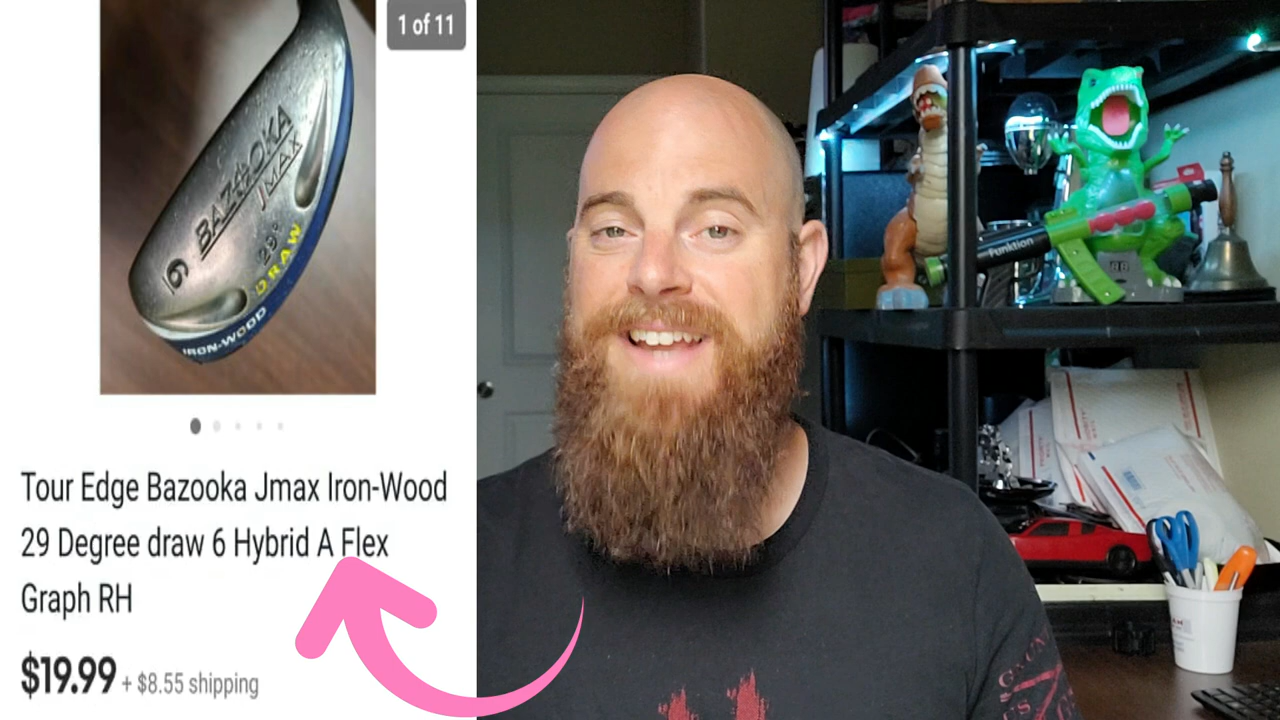 1 of 11
BAZOOKA
JMAX
6
29°
DRAW
IRON-WOOD
Tour Edge Bazooka Jmax Iron-Wood
29 Degree draw 6 Hybrid A Flex
Graph RH
$19.99 + $8.55 shipping
Funktion